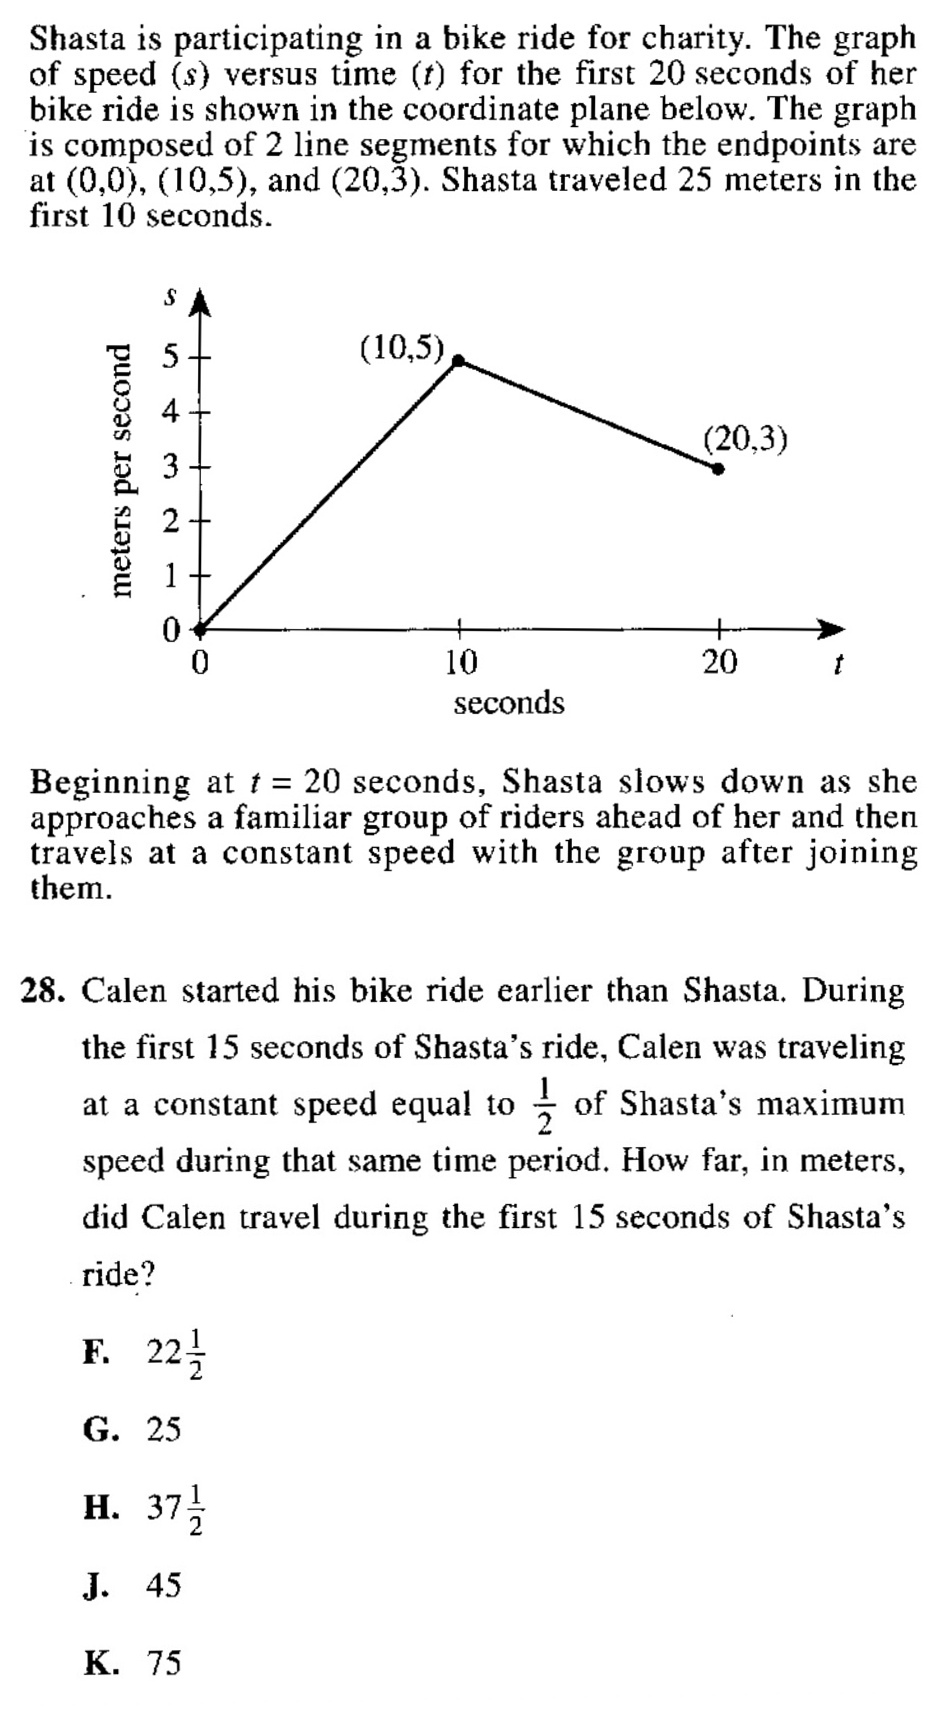 Shasta is participating in a bike ride for charity. The graph
of speed (s) versus time (t) for the first 20 seconds of her
bike ride is shown in the coordinate plane below. The graph
is composed of 2 line segments for which the endpoints are
at (0,0), (10,5), and (20,3). Shasta traveled 25 meters in the
first 10 seconds.
s
meters per second
5
4
3
2
1
0
(10,5)
(20,3)
0
10
20
t
seconds
Beginning at t = 20 seconds, Shasta slows down as she
approaches a familiar group of riders ahead of her and then
travels at a constant speed with the group after joining
them.
28. Calen started his bike ride earlier than Shasta. During
the first 15 seconds of Shasta's ride, Calen was traveling
at a constant speed equal to 1/2 of Shasta's maximum
speed during that same time period. How far, in meters,
did Calen travel during the first 15 seconds of Shasta's
ride?
F. 22 1/2
G. 25
H. 37 1/2
J. 45
K. 75